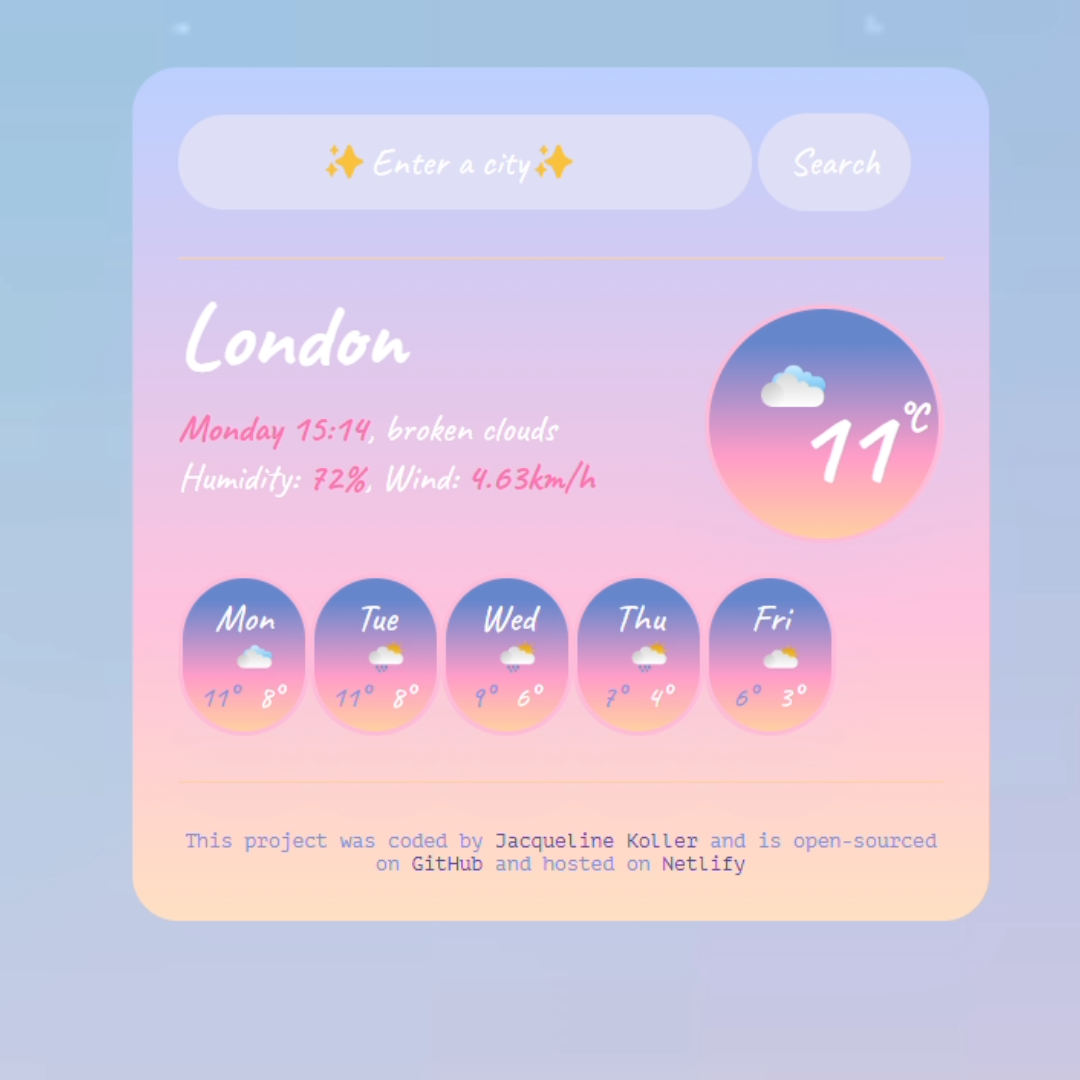 ✨ Enter a city✨ Search
London
Monday 15:14, broken clouds
Humidity: 72%, Wind: 4.63km/h
11°C
Mon Tue Wed Thu Fri
11° 8° 11° 8° 9° 6° 7° 4° 6° 3°
This project was coded by Jacqueline Koller and is open-sourced
on GitHub and hosted on Netlify